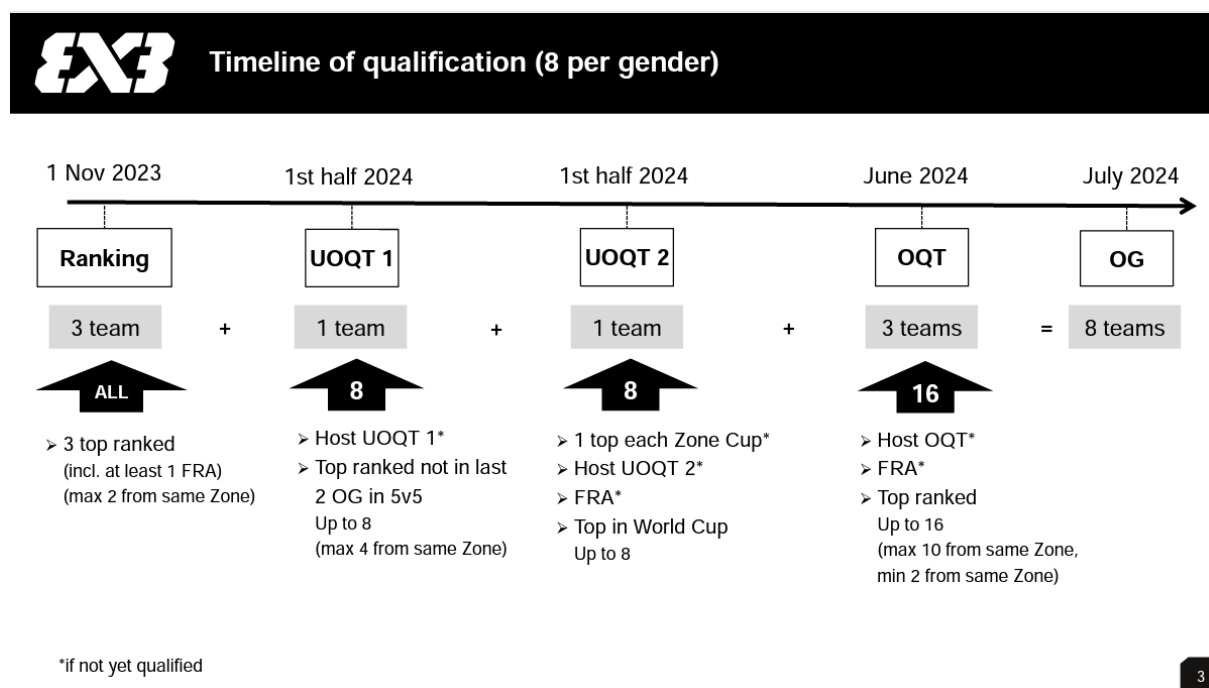 3X3
Timeline of qualification (8 per gender)
1 Nov 2023
1st half 2024
1st half 2024
June 2024
July 2024
Ranking
UOQT 1
UOQT 2
OQT
OG
3 team
+
1 team
+
1 team
+
3 teams
=
8 teams
ALL
8
8
16
➢ 3 top ranked
(incl. at least 1 FRA)
(max 2 from same Zone)
➢ Host UOQT 1*
➢ Top ranked not in last
2 OG in 5v5
Up to 8
(max 4 from same Zone)
➢ 1 top each Zone Cup*
➢ Host UOQT 2*
➢ FRA*
➢ Top in World Cup
Up to 8
➢ Host OQT*
➢ FRA*
➢ Top ranked
Up to 16
(max 10 from same Zone,
min 2 from same Zone)
*if not yet qualified
3